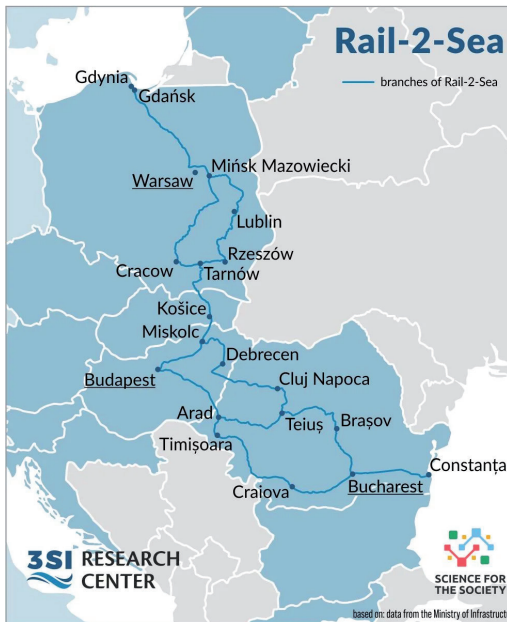 Rail-2-Sea
branches of Rail-2-Sea
Gdynia
Gdańsk
Mińsk Mazowiecki
Warsaw
Lublin
Rzeszów
Cracow
Tarnów
Košice
Miskolc
Debrecen
Budapest
Cluj Napoca
Arad
Teiuș
Brașov
Timișoara
Constanța
Craiova
Bucharest
3SI RESEARCH
CENTER
SCIENCE FOR
THE SOCIETY
based on: data from the Ministry of Infrastruct